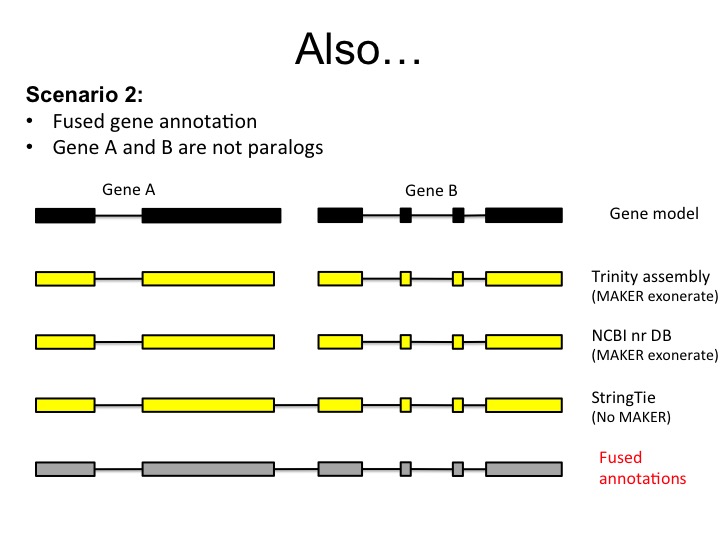 Also…
Scenario 2:
• Fused gene annotation
• Gene A and B are not paralogs
Gene A
Gene B
Gene model
Trinity assembly
(MAKER exonerate)
NCBI nr DB
(MAKER exonerate)
StringTie
(No MAKER)
Fused
annotations